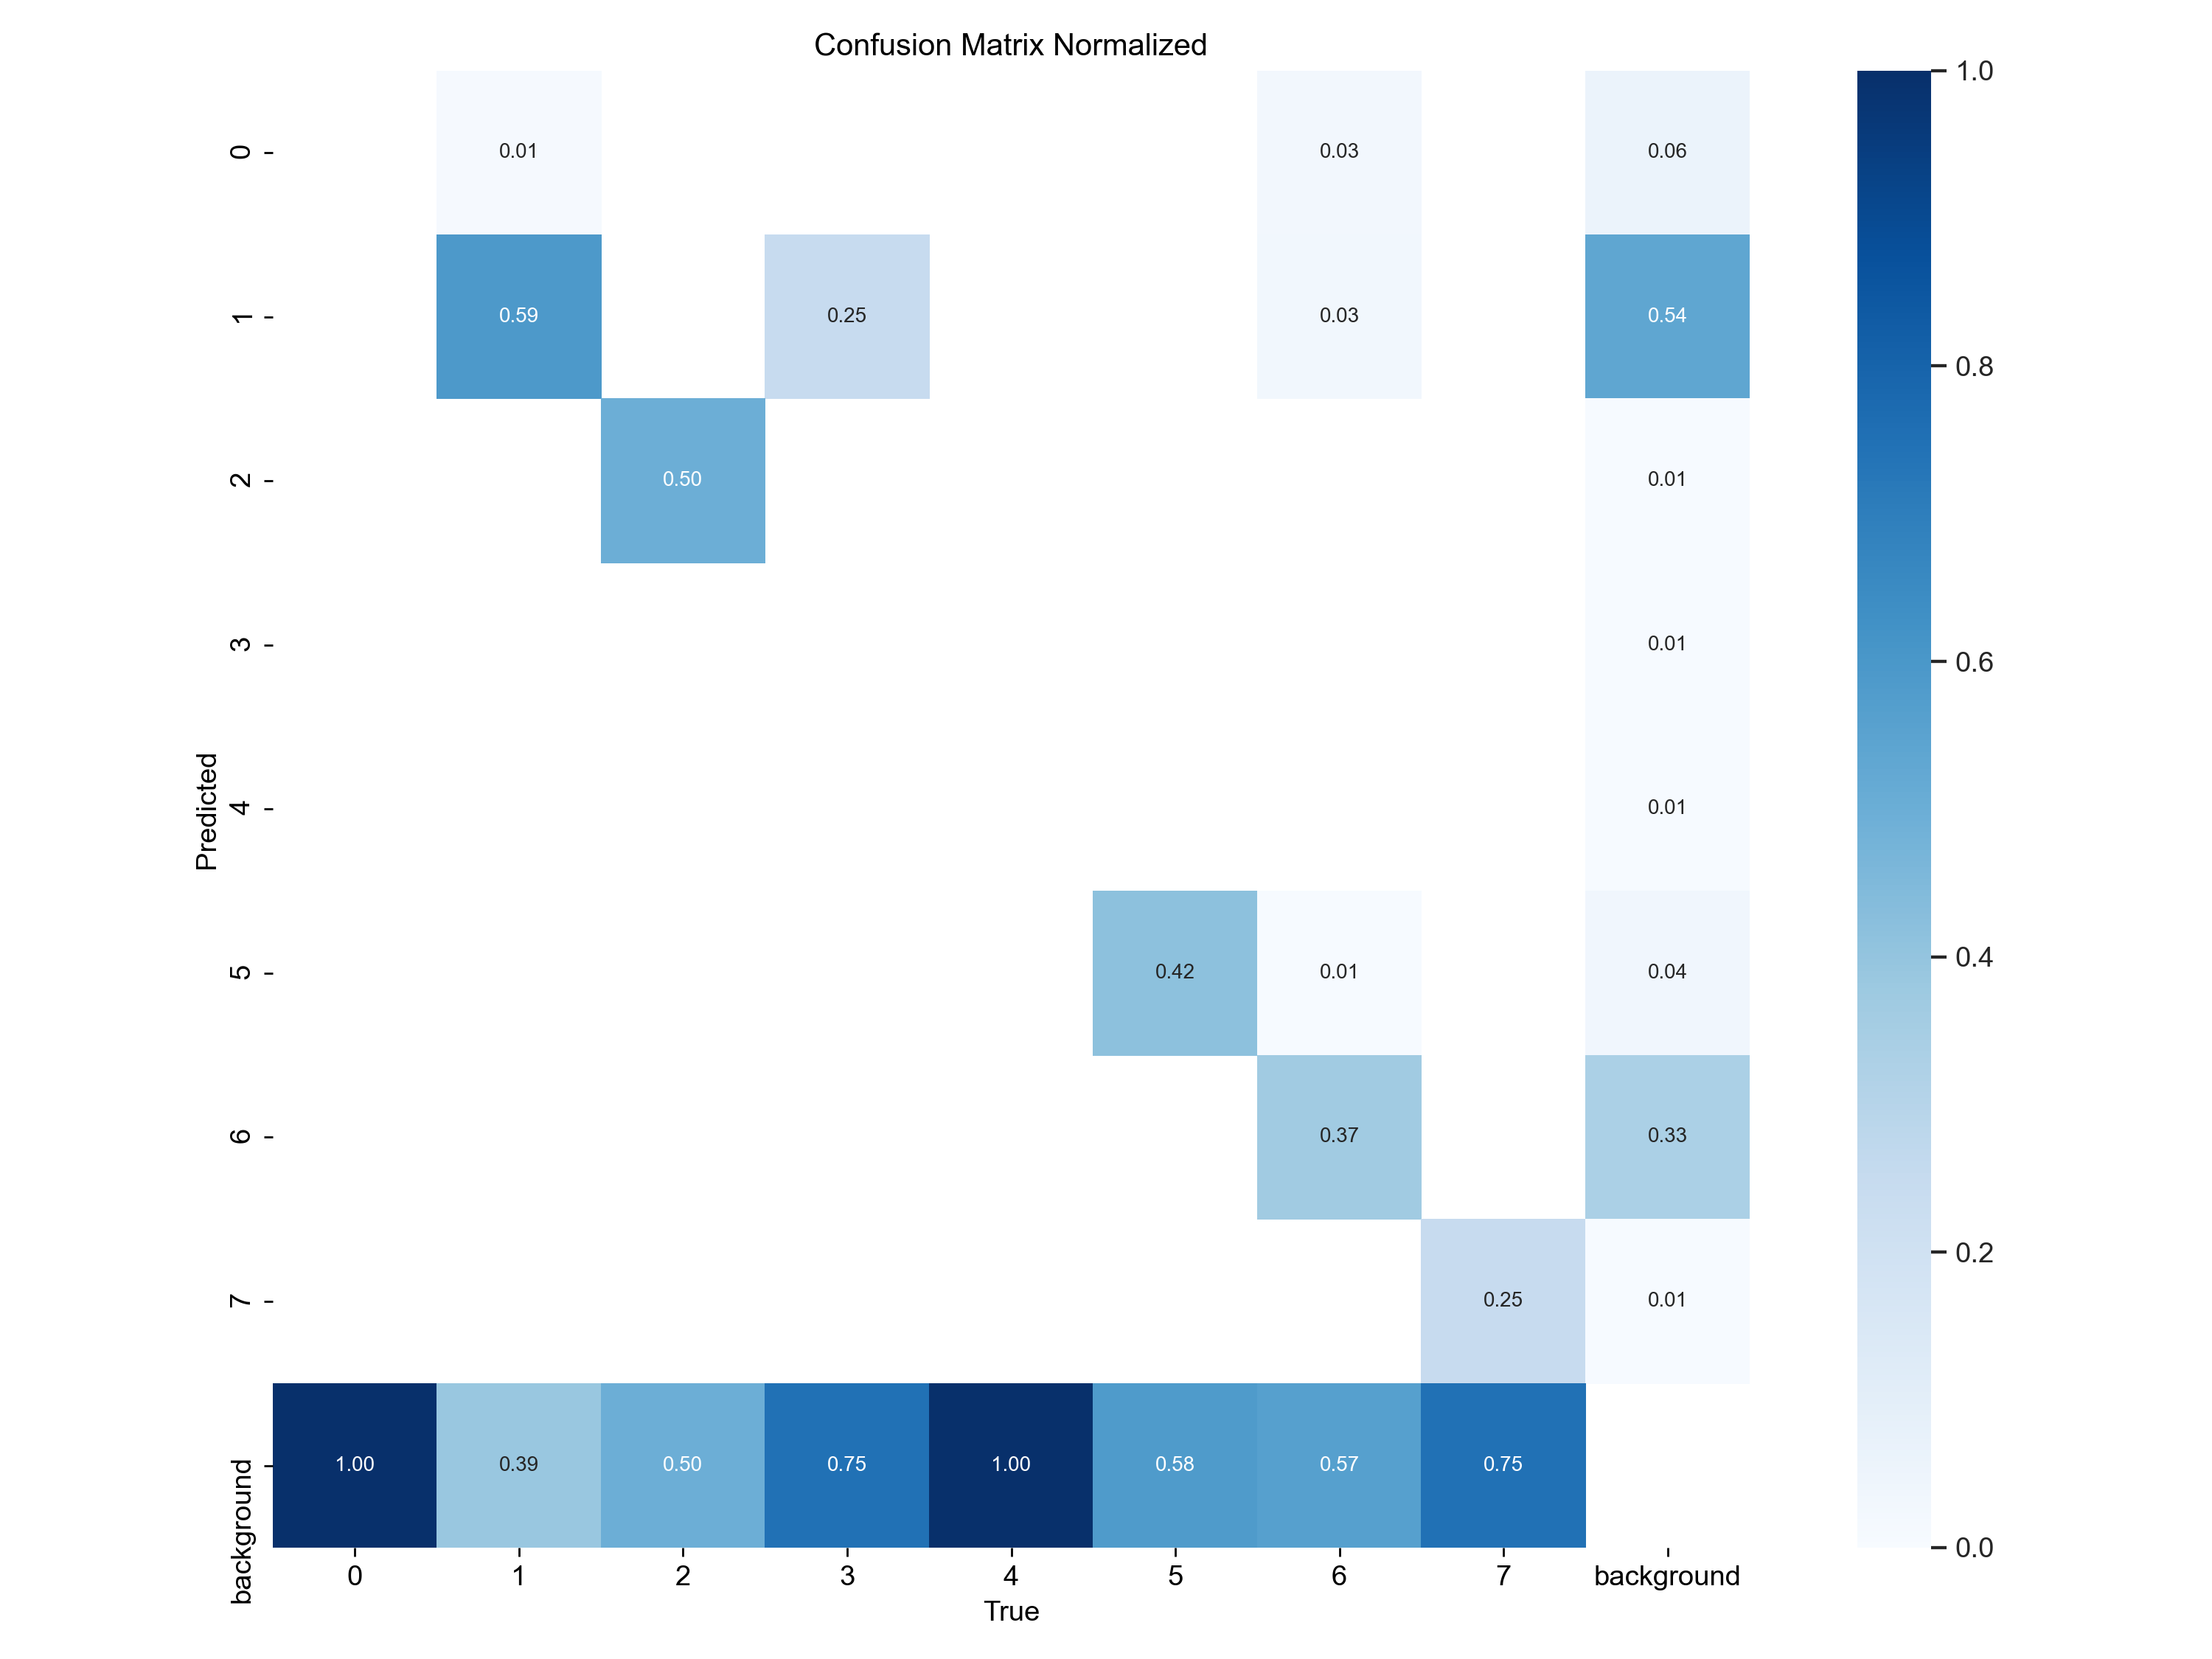 Confusion Matrix Normalized
0 0.01 0.03 0.06
1 0.59 0.25 0.03 0.54
2 0.50 0.01
3 0.01
4 0.01
5 0.42 0.01 0.04
6 0.37 0.33
7 0.25 0.01
background 1.00 0.39 0.50 0.75 1.00 0.58 0.57 0.75
0 1 2 3 4 5 6 7 background
True
Predicted
1.0
0.8
0.6
0.4
0.2
0.0